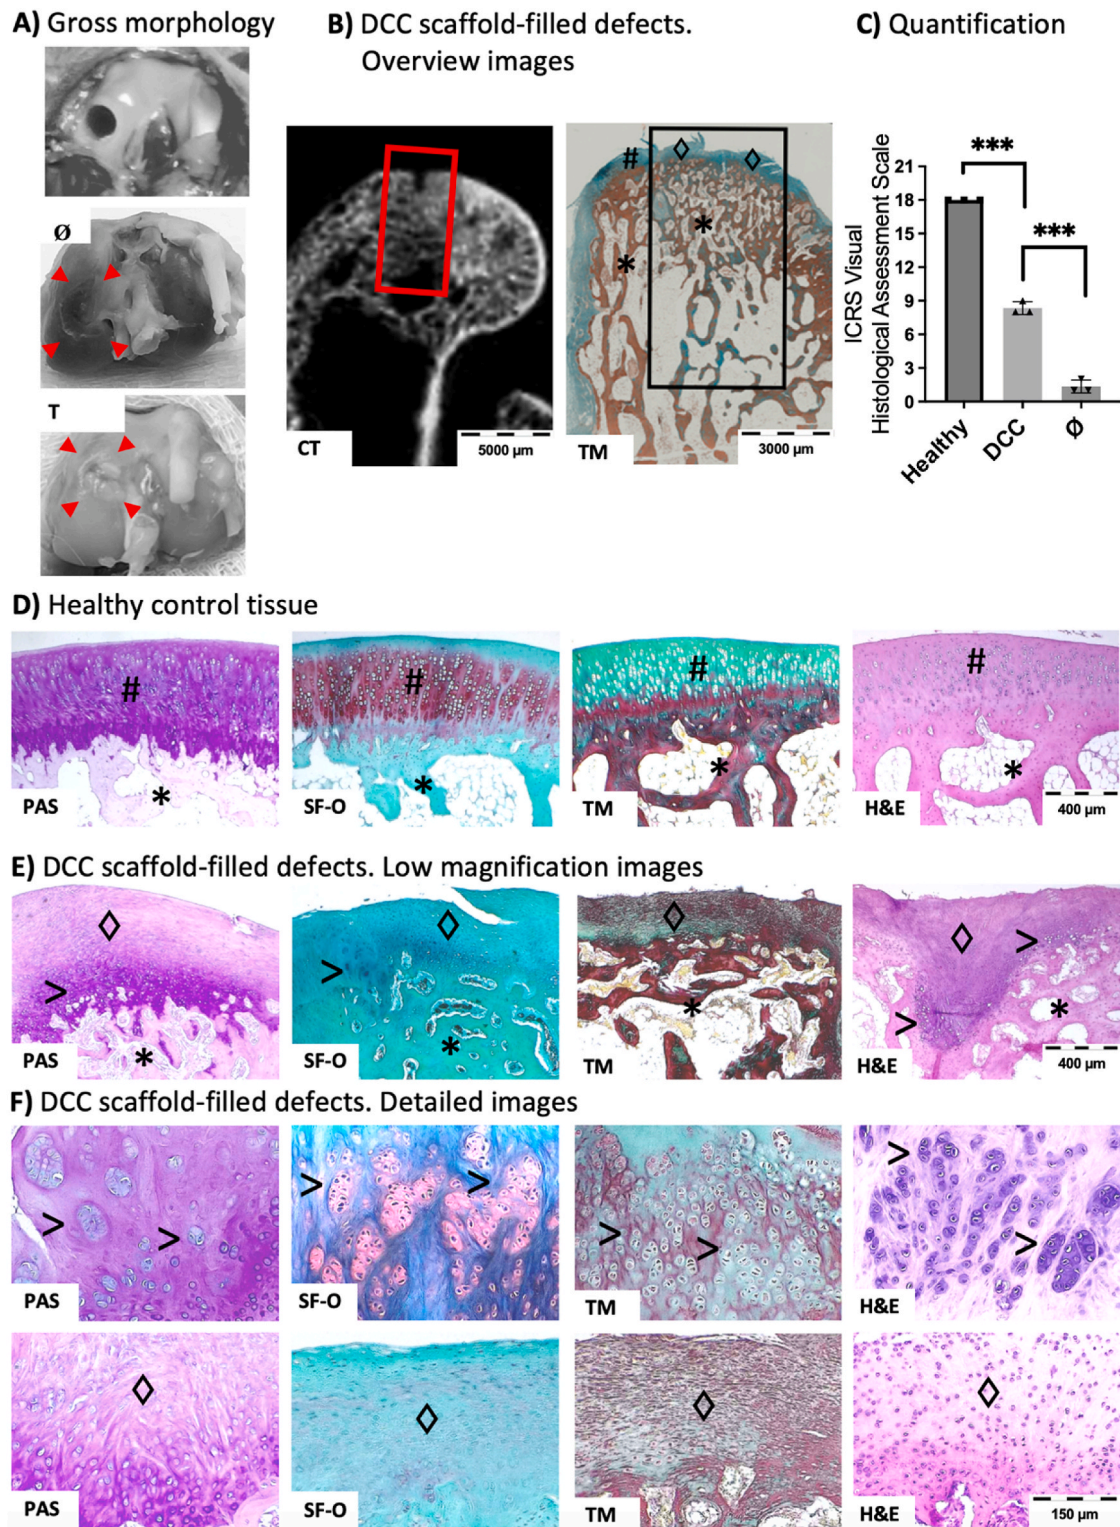 A) Gross morphology
B) DCC scaffold-filled defects.
Overview images
C) Quantification
Ø
T
CT
5000 µm
#
◊
◊
*
*
TM
3000 µm
ICRS Visual
Histological Assessment Scale
21
18
15
12
9
6
3
0
***
***
Healthy
DCC
Ø
D) Healthy control tissue
#
*
PAS
#
*
SF-O
#
*
TM
#
*
H&E
400 µm
E) DCC scaffold-filled defects. Low magnification images
◊
>
*
PAS
◊
>
*
SF-O
◊
*
TM
◊
>
>
*
H&E
400 µm
F) DCC scaffold-filled defects. Detailed images
>
>
PAS
>
>
SF-O
>
>
TM
>
>
H&E
◊
PAS
◊
SF-O
◊
TM
◊
H&E
150 µm